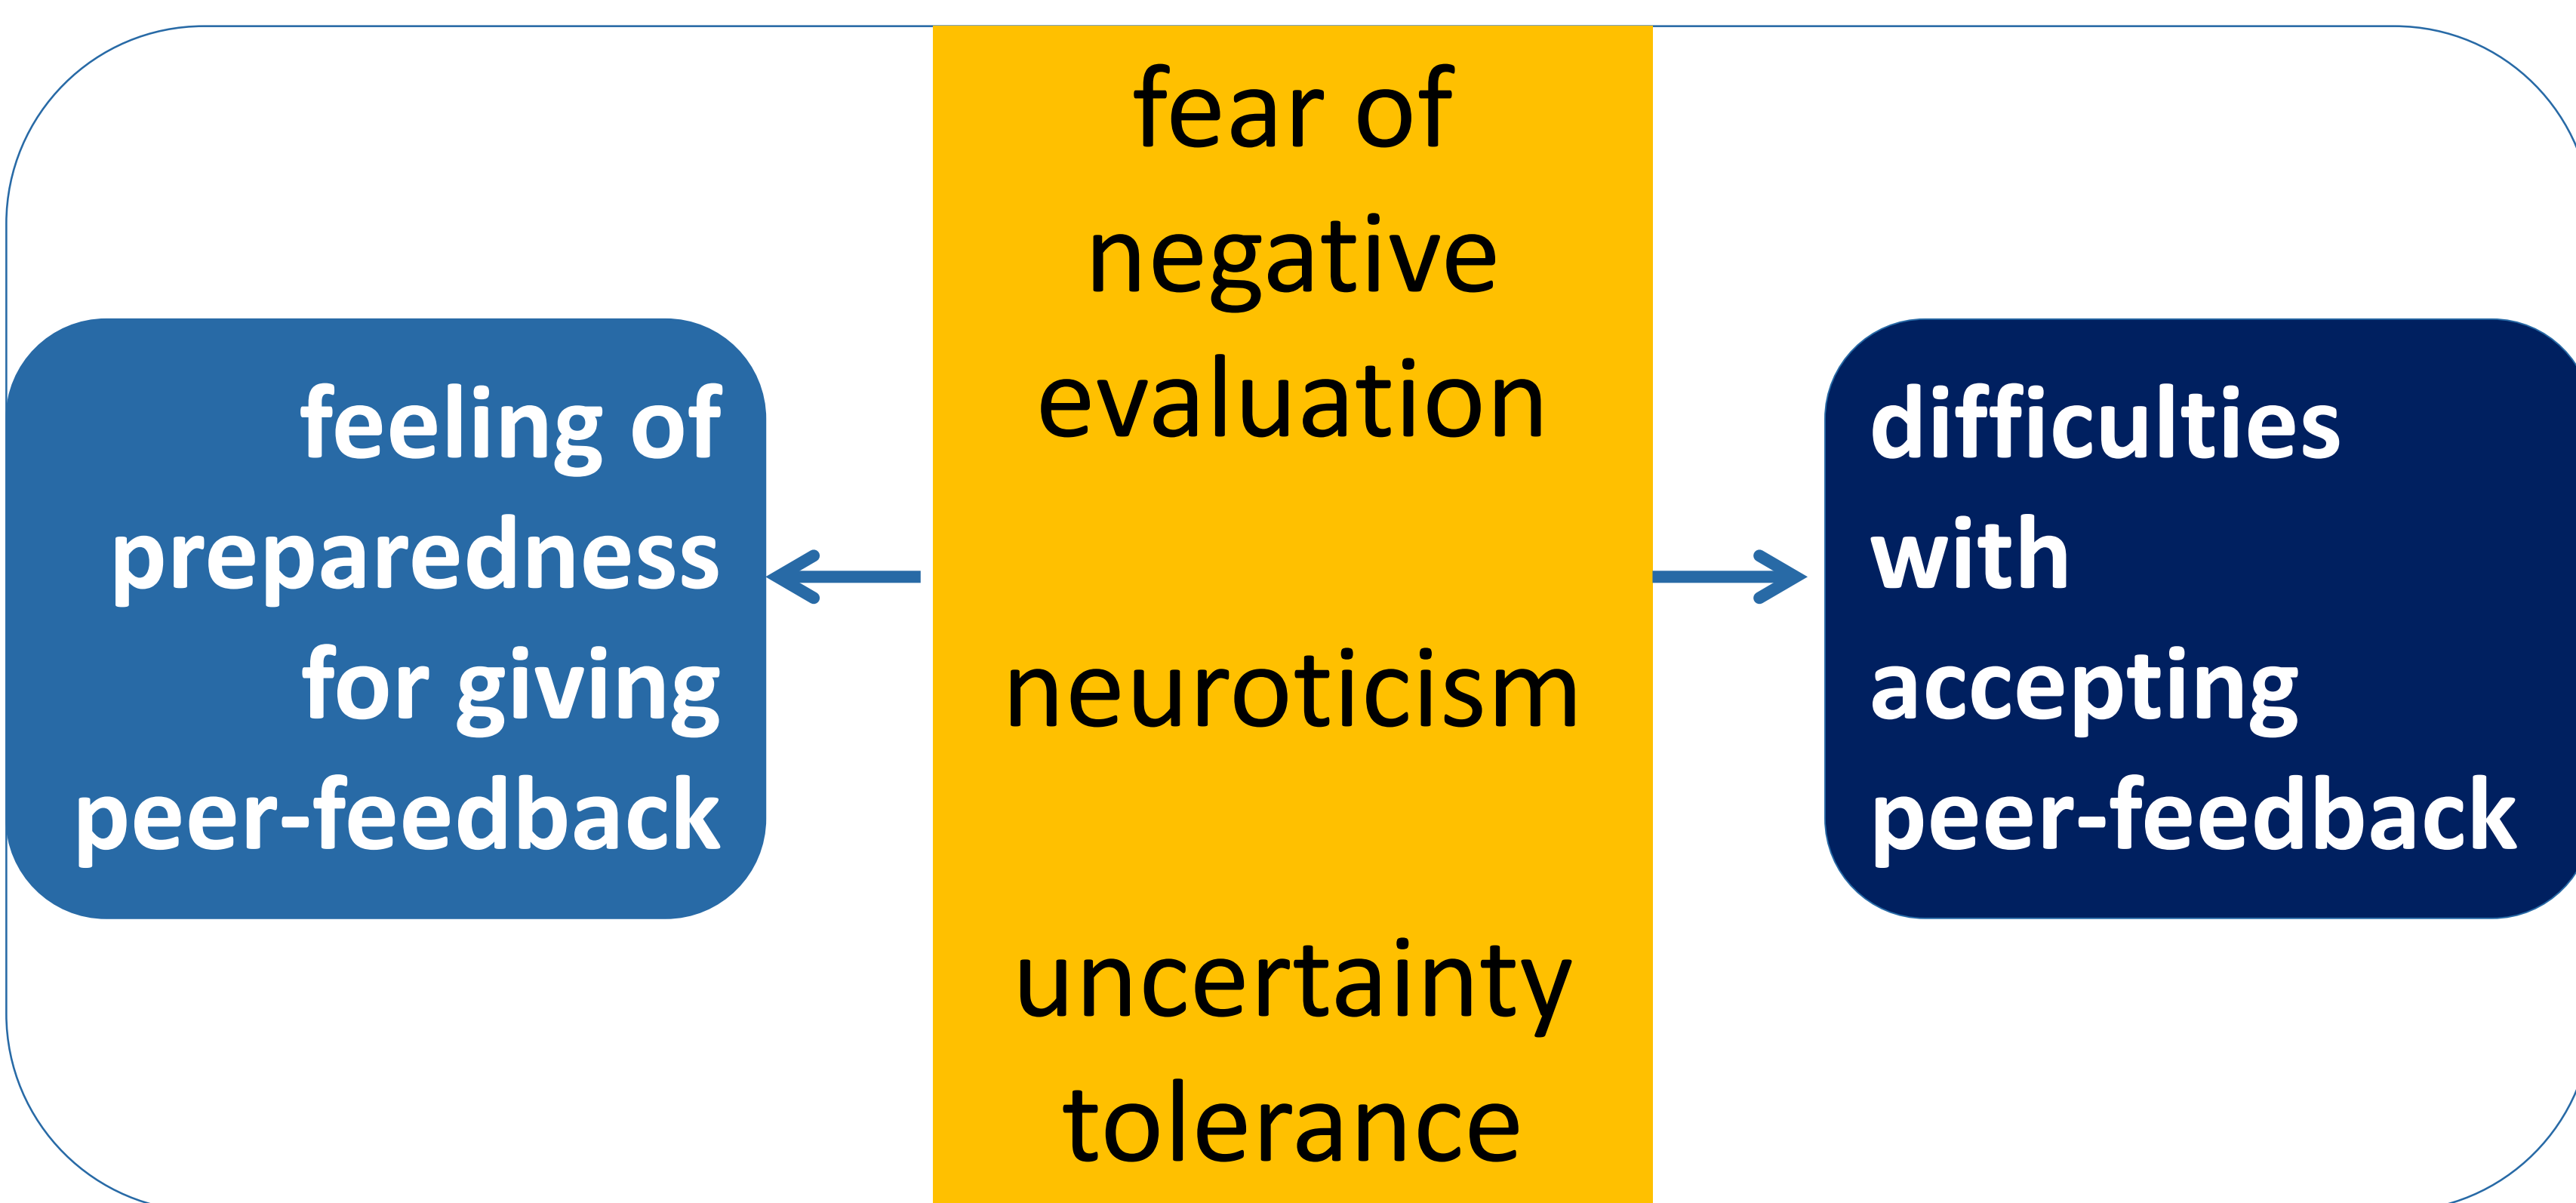 feeling of
preparedness
for giving
peer-feedback
fear of
negative
evaluation
neuroticism
uncertainty
tolerance
difficulties
with
accepting
peer-feedback